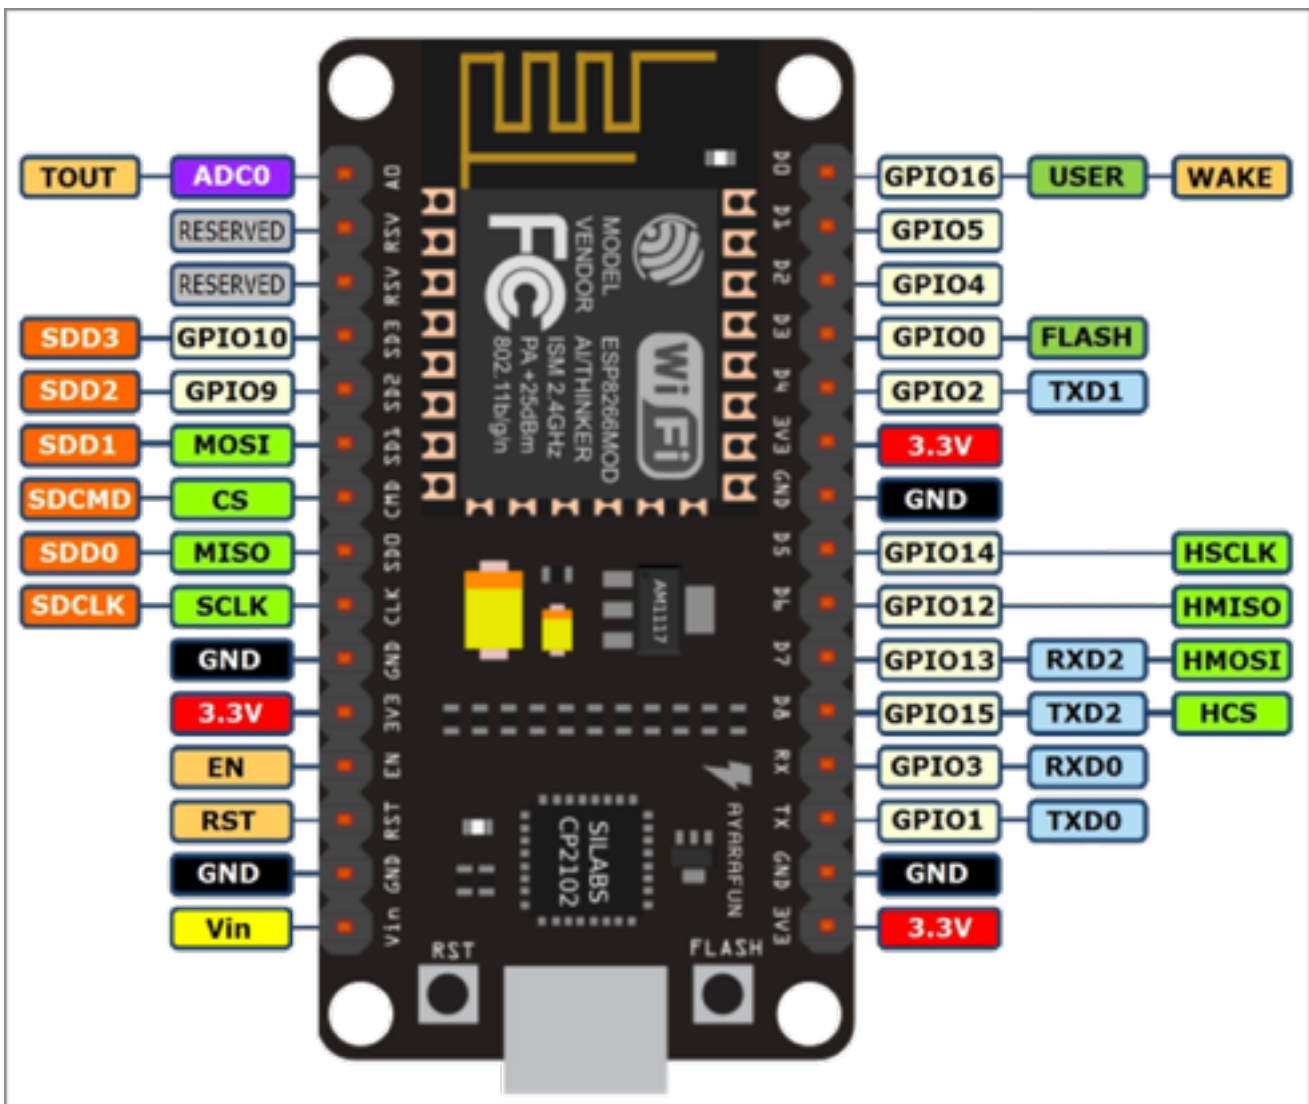 TOUT ADC0 A0 D0 GPIO16 USER WAKE
RESERVED RSV D1 GPIO5
RESERVED RSV D2 GPIO4
SDD3 GPIO10 SD3 D3 GPIO0 FLASH
SDD2 GPIO9 SD2 D4 GPIO2 TXD1
SDD1 MOSI SD1 3V3 3.3V
SDCMD CS CMD GND GND
SDD0 MISO SD0 D5 GPIO14 HSCLK
SDCLK SCLK CLK D6 GPIO12 HMISO
GND GND D7 GPIO13 RXD2 HMOSI
3.3V 3V3 D8 GPIO15 TXD2 HCS
EN EN RX GPIO3 RXD0
RST RST TX GPIO1 TXD0
GND GND GND GND
Vin Vin 3V3 3.3V
MODEL ESP8266MOD
VENDOR AI/THINKER
ISM 2.4GHz
PA +25dBm
802.11b/g/n
FC
Wi Fi
AM1117
SILABS
CP2102
AYARAFUN
RST
FLASH